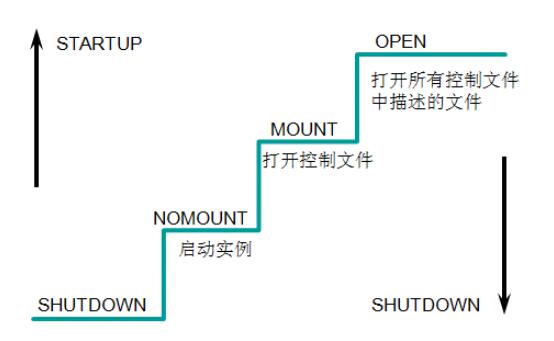 STARTUP
OPEN
打开所有控制文件
中描述的文件
MOUNT
打开控制文件
NOMOUNT
启动实例
SHUTDOWN
SHUTDOWN